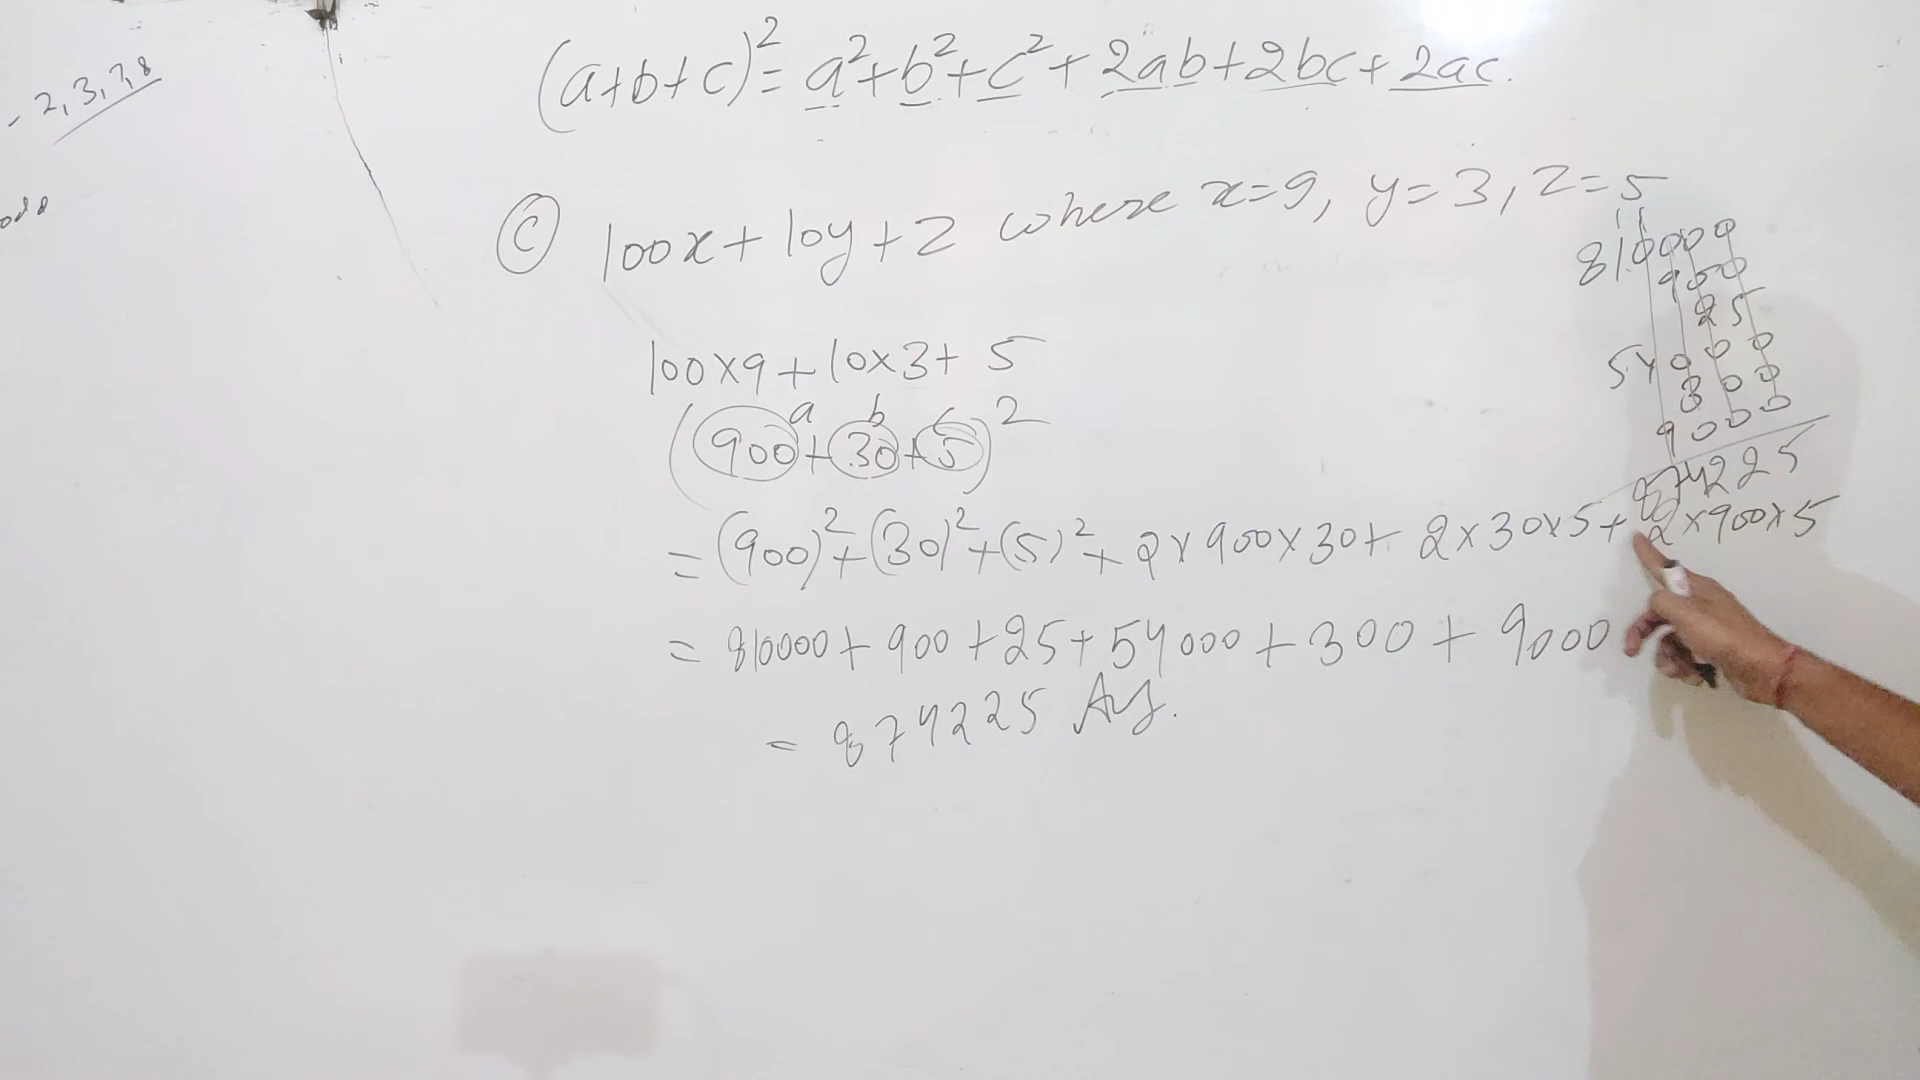 (a+b+c)² = a²+b²+c²+2ab+2bc+2ac.
- 2, 3, 7, 8
ⓒ 100x+10y+z where x=9, y=3, z=5
100×9+10×3+5
a b c
(900+30+5)²
= (900)²+(30)²+(5)²+2×900×30+2×30×5+2×900×5
= 810000+900+25+54000+300+9000
= 874225 Ans.
11
810000
900
25
54000
300
9000
874225